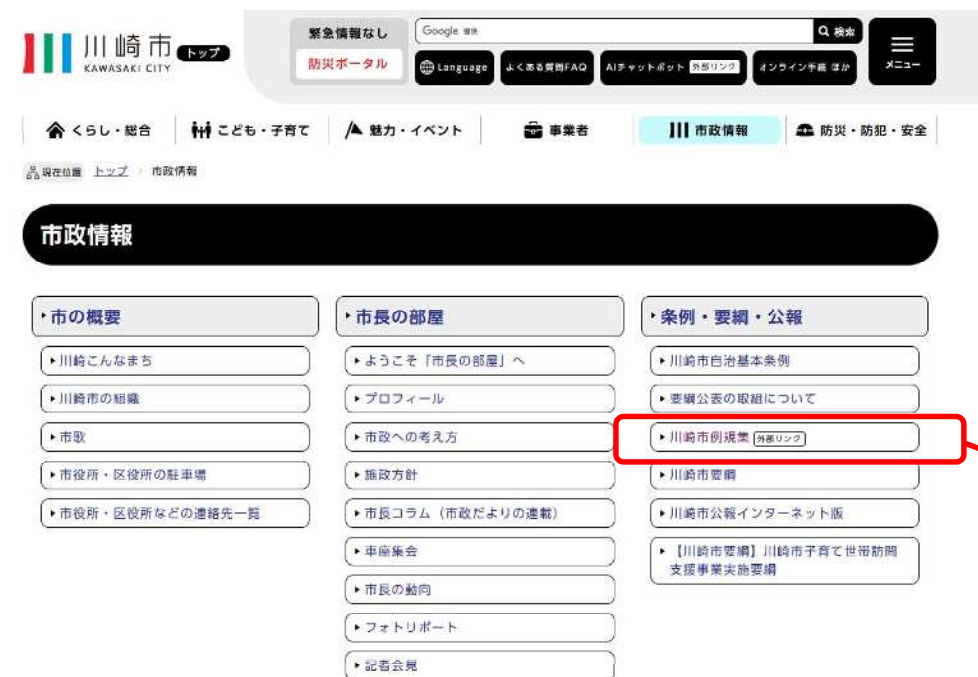 川崎市
KAWASAKI CITY
トップ
緊急情報なし
防災ポータル
Google 提供
検索
メニュー
Language
よくある質問FAQ
AIチャットボット 外部リンク
オンライン手続 ほか
くらし・総合
こども・子育て
魅力・イベント
事業者
市政情報
防災・防犯・安全
現在位置 トップ 市政情報
市政情報
市の概要
川崎こんなまち
川崎市の組織
市歌
市役所・区役所の駐車場
市役所・区役所などの連絡先一覧
市長の部屋
ようこそ「市長の部屋」へ
プロフィール
市政への考え方
施政方針
市長コラム（市政だよりの連載）
車座集会
市長の動向
フォトリポート
記者会見
条例・要綱・公報
川崎市自治基本条例
要綱公表の取組について
川崎市例規集 外部リンク
川崎市要綱
川崎市公報インターネット版
【川崎市要綱】川崎市子育て世帯訪問
支援事業実施要綱